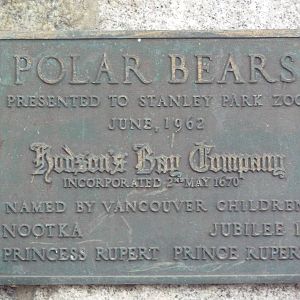 POLAR BEARS
PRESENTED TO STANLEY PARK ZOO
JUNE, 1962
Hudson's Bay Company
INCORPORATED 2ND MAY 1670
NAMED BY VANCOUVER CHILDREN
NOOTKA JUBILEE
PRINCESS RUPERT PRINCE RUPER